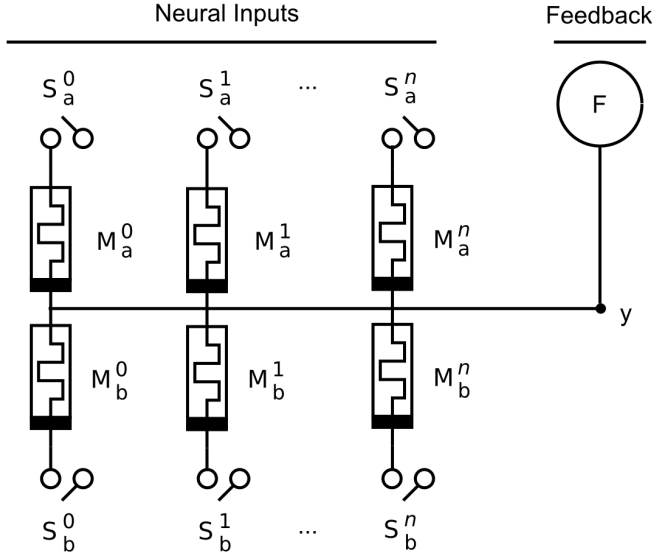 Neural Inputs Feedback
S_a^0 S_a^1 ... S_a^n F
M_a^0 M_a^1 M_a^n
y
M_b^0 M_b^1 M_b^n
S_b^0 S_b^1 ... S_b^n